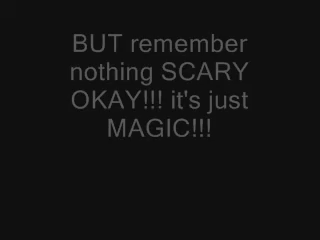 BUT remember
nothing SCARY
OKAY!!! it's just
MAGIC!!!